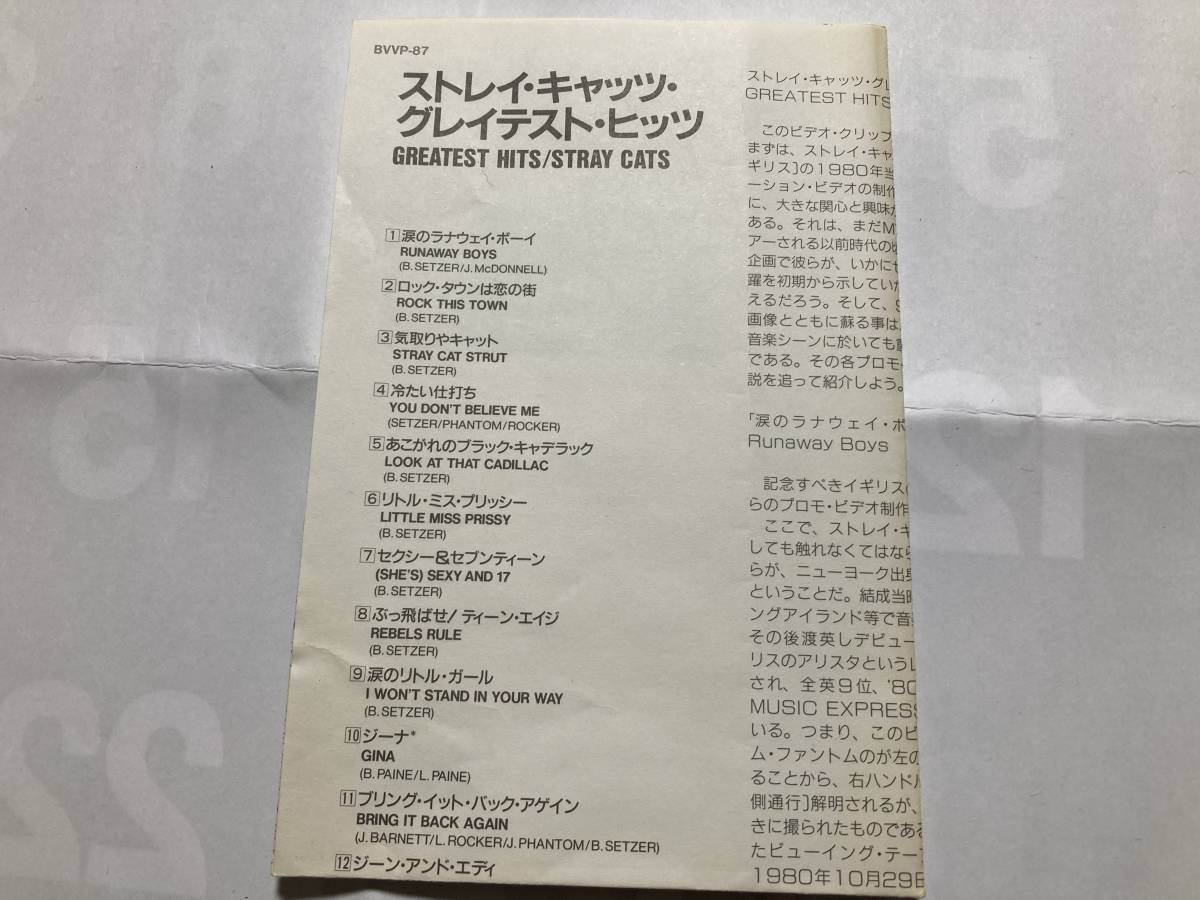 BVVP-87
ストレイ・キャッツ・
グレイテスト・ヒッツ
GREATEST HITS/STRAY CATS
1 涙のラナウェイ・ボーイ
RUNAWAY BOYS
(B. SETZER/J. McDONNELL)
2 ロック・タウンは恋の街
ROCK THIS TOWN
(B. SETZER)
3 気取りやキャット
STRAY CAT STRUT
(B. SETZER)
4 冷たい仕打ち
YOU DON'T BELIEVE ME
(SETZER/PHANTOM/ROCKER)
5 あこがれのブラック・キャデラック
LOOK AT THAT CADILLAC
(B. SETZER)
6 リトル・ミス・プリッシー
LITTLE MISS PRISSY
(B. SETZER)
7 セクシー&セブンティーン
(SHE'S) SEXY AND 17
(B. SETZER)
8 ぶっ飛ばせ! ティーン・エイジ
REBELS RULE
(B. SETZER)
9 涙のリトル・ガール
I WON'T STAND IN YOUR WAY
(B. SETZER)
10 ジーナ*
GINA
(B. PAINE/L. PAINE)
11 ブリング・イット・バック・アゲイン
BRING IT BACK AGAIN
(J. BARNETT/L. ROCKER/J. PHANTOM/B. SETZER)
12 ジーン・アンド・エディ
ストレイ・キャッツ・グレ
GREATEST HITS
このビデオ・クリップ
まずは、ストレイ・キャ
ギリス]の1980年当
ーション・ビデオの制作
に、大きな関心と興味が
ある。それは、まだM
アーされる以前時代の
企画で彼らが、いかにセ
躍を初期から示してい
えるだろう。そして、
画像とともに蘇る事は
音楽シーンに於いても
である。その各プロモ・
説を追って紹介しよう。
「涙のラナウェイ・ボ
Runaway Boys
記念すべきイギリス
らのプロモ・ビデオ制作
ここで、ストレイ・キ
しても触れなくてはなら
らが、ニューヨーク出身
ということだ。結成当時
ングアイランド等で音
その後渡英しデビュー
リスのアリスタというレ
され、全英9位、'80
MUSIC EXPRESS
いる。つまり、このビ
ム・ファントムのが左の
ることから、右ハンドル
側通行]解明されるが、
きに撮られたものである
たビューイング・テー
1980年10月29日
5
12
15
22